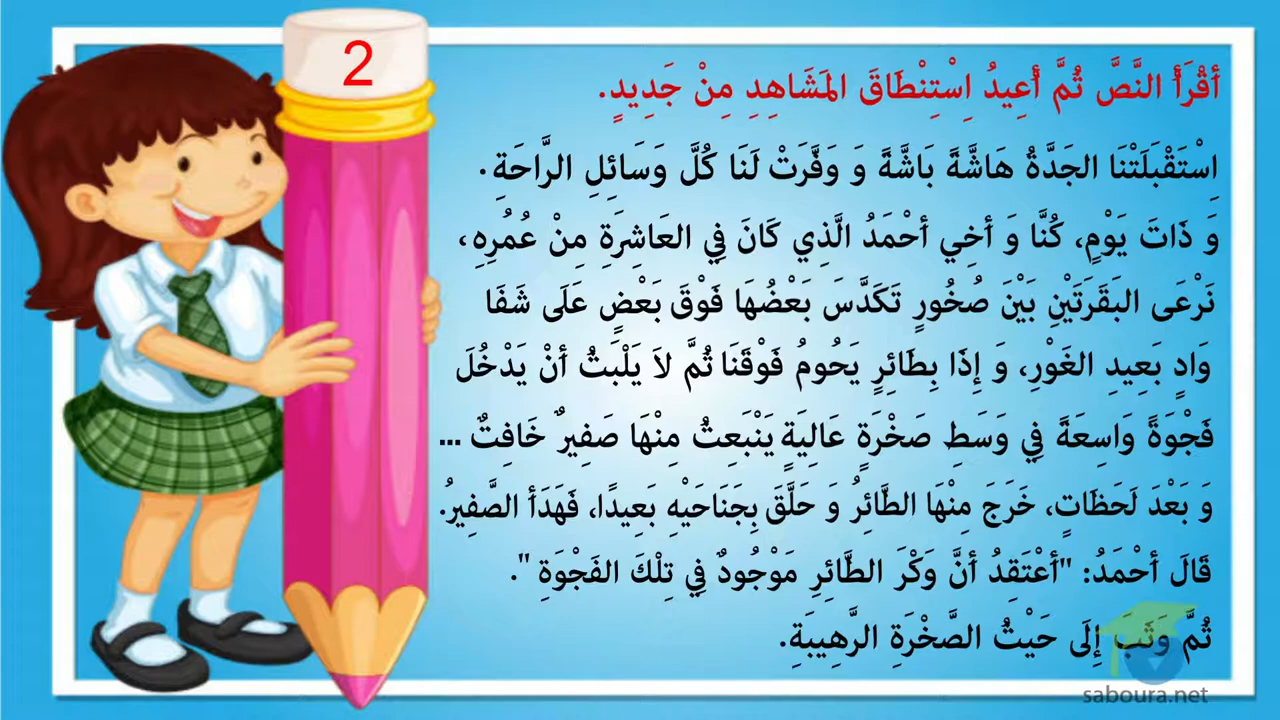 2
أَقْرَأُ النَّصَّ ثُمَّ أُعِيدُ اِسْتِنْطَاقَ المَشَاهِدِ مِنْ جَدِيدٍ.
اِسْتَقْبَلَتْنَا الجَدَّةُ هَاشَّةً بَاشَّةً وَ وَفَّرَتْ لَنَا كُلَّ وَسَائِلِ الرَّاحَةِ.
وَ ذَاتَ يَوْمٍ، كُنَّا وَ أَخِي أَحْمَدُ الَّذِي كَانَ فِي العَاشِرَةِ مِنْ عُمُرِهِ،
نَرْعَى البَقَرَتَيْنِ بَيْنَ صُخُورٍ تَكَدَّسَ بَعْضُهَا فَوْقَ بَعْضٍ عَلَى شَفَا
وَادٍ بَعِيدِ الغَوْرِ، وَ إِذَا بِطَائِرٍ يَحُومُ فَوْقَنَا ثُمَّ لاَ يَلْبَثُ أَنْ يَدْخُلَ
فَجْوَةً وَاسِعَةً فِي وَسَطِ صَخْرَةٍ عَالِيَةٍ يَنْبَعِثُ مِنْهَا صَفِيرٌ خَافِتٌ ...
وَ بَعْدَ لَحَظَاتٍ، خَرَجَ مِنْهَا الطَّائِرُ وَ حَلَّقَ بِجَنَاحَيْهِ بَعِيدًا، فَهَدَأَ الصَّفِيرُ.
قَالَ أَحْمَدُ: "أَعْتَقِدُ أَنَّ وَكْرَ الطَّائِرِ مَوْجُودٌ فِي تِلْكَ الفَجْوَةِ ".
ثُمَّ وَثَبَ إِلَى حَيْثُ الصَّخْرَةِ الرَّهِيبَةِ.
saboura.net